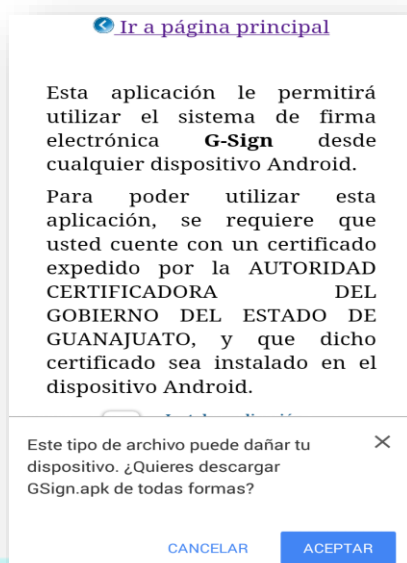 Ir a página principal
Esta aplicación le permitirá
utilizar el sistema de firma
electrónica G-Sign desde
cualquier dispositivo Android.
Para poder utilizar esta
aplicación, se requiere que
usted cuente con un certificado
expedido por la AUTORIDAD
CERTIFICADORA DEL
GOBIERNO DEL ESTADO DE
GUANAJUATO, y que dicho
certificado sea instalado en el
dispositivo Android.
Este tipo de archivo puede dañar tu
dispositivo. ¿Quieres descargar
GSign.apk de todas formas?
CANCELAR ACEPTAR